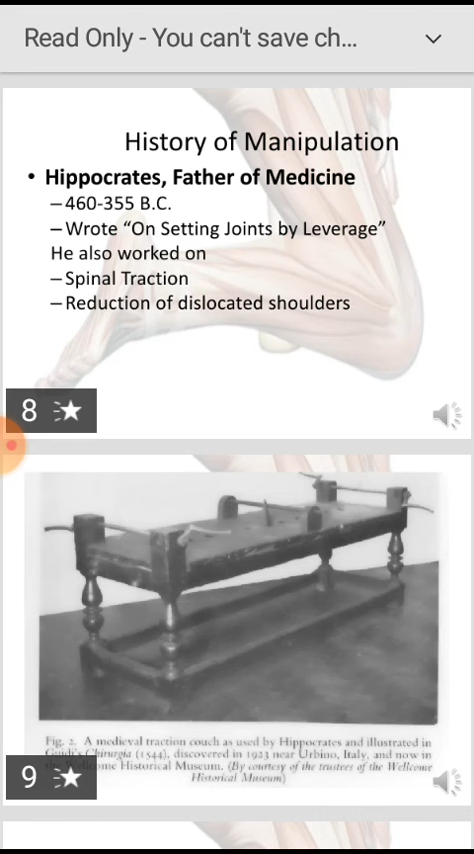 Read Only - You can't save ch...
History of Manipulation
• Hippocrates, Father of Medicine
– 460-355 B.C.
– Wrote “On Setting Joints by Leverage”
He also worked on
– Spinal Traction
– Reduction of dislocated shoulders
8
Fig. 2. A medieval traction couch as used by Hippocrates and illustrated in
Guidi's Chirurgia (1544), discovered in 1923 near Urbino, Italy, and now in
Wellcome Historical Museum. (By courtesy of the trustees of the Wellcome
Historical Museum)
9